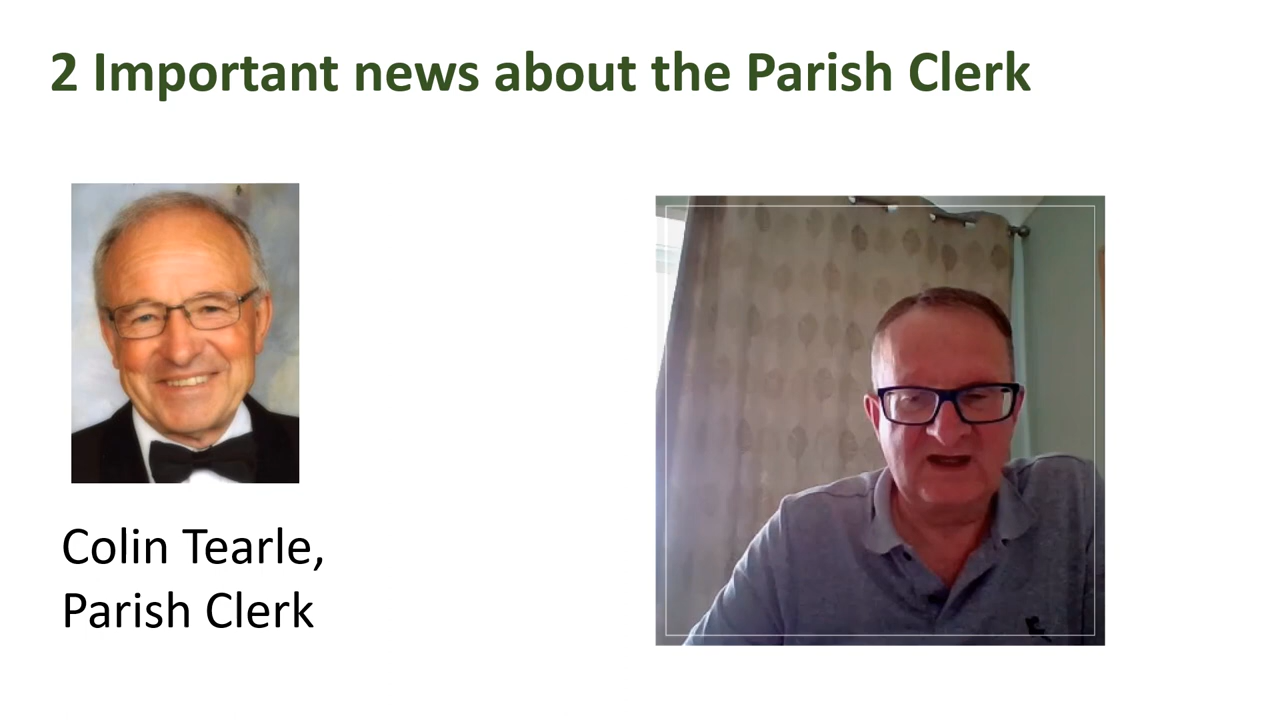 2 Important news about the Parish Clerk
Colin Tearle,
Parish Clerk